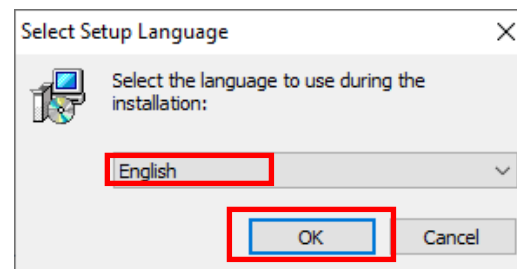 Select Setup Language
Select the language to use during the
installation:
English
OK
Cancel